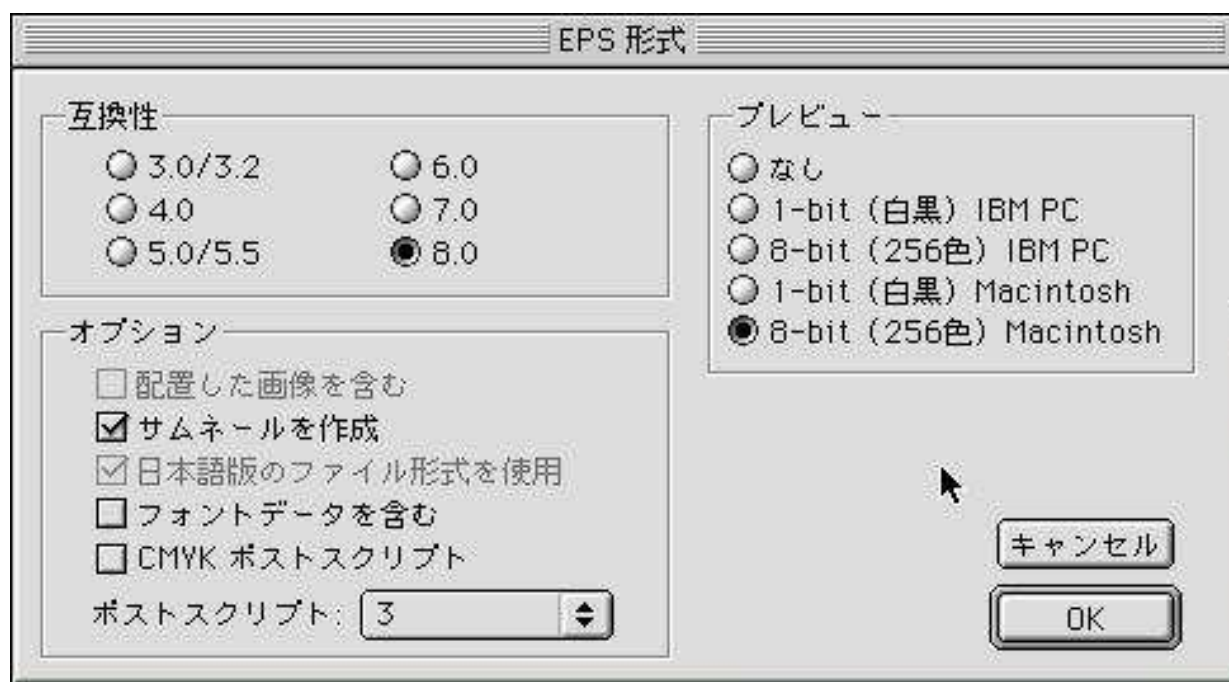 EPS 形式
互換性
3.0/3.2
6.0
4.0
7.0
5.0/5.5
8.0
オプション
配置した画像を含む
サムネールを作成
日本語版のファイル形式を使用
フォントデータを含む
CMYK ポストスクリプト
ポストスクリプト: 3
プレビュー
なし
1-bit (白黒) IBM PC
8-bit (256色) IBM PC
1-bit (白黒) Macintosh
8-bit (256色) Macintosh
キャンセル
OK